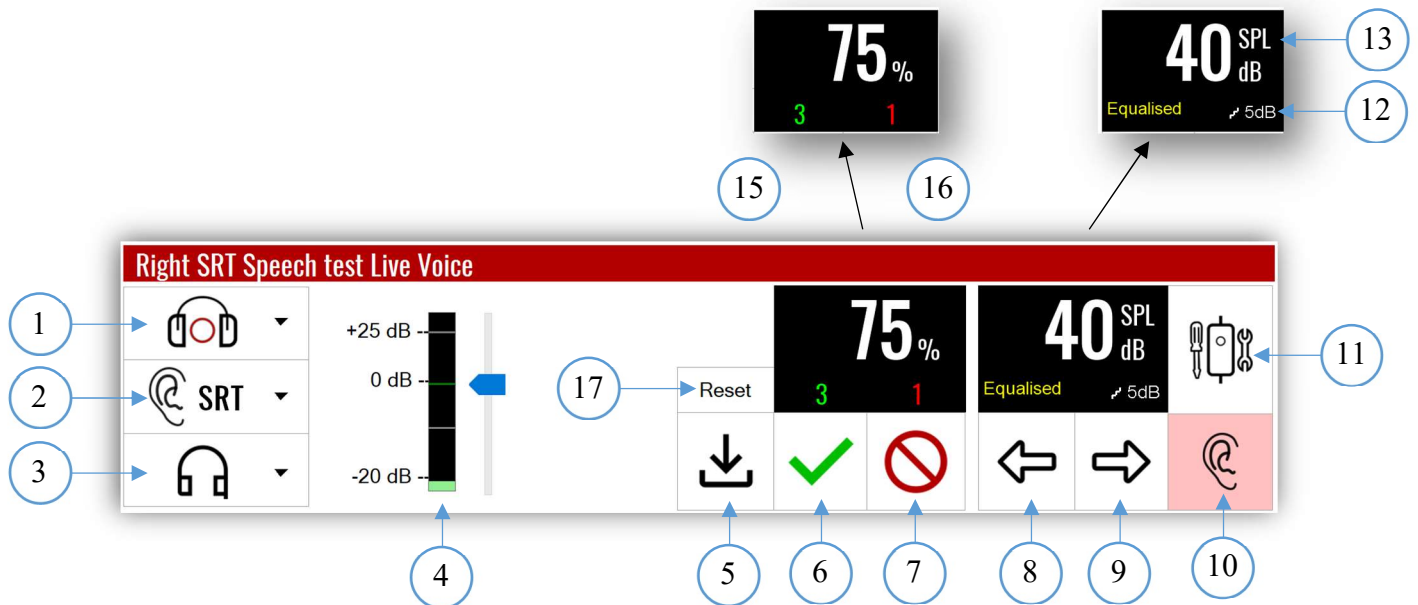 75 %
3 1
40 SPL dB
Equalised 5dB
13
12
15
16
Right SRT Speech test Live Voice
1
2
SRT
3
+25 dB
0 dB
-20 dB
17
Reset
75 %
3 1
40 SPL dB
Equalised 5dB
11
4
5
6
7
8
9
10